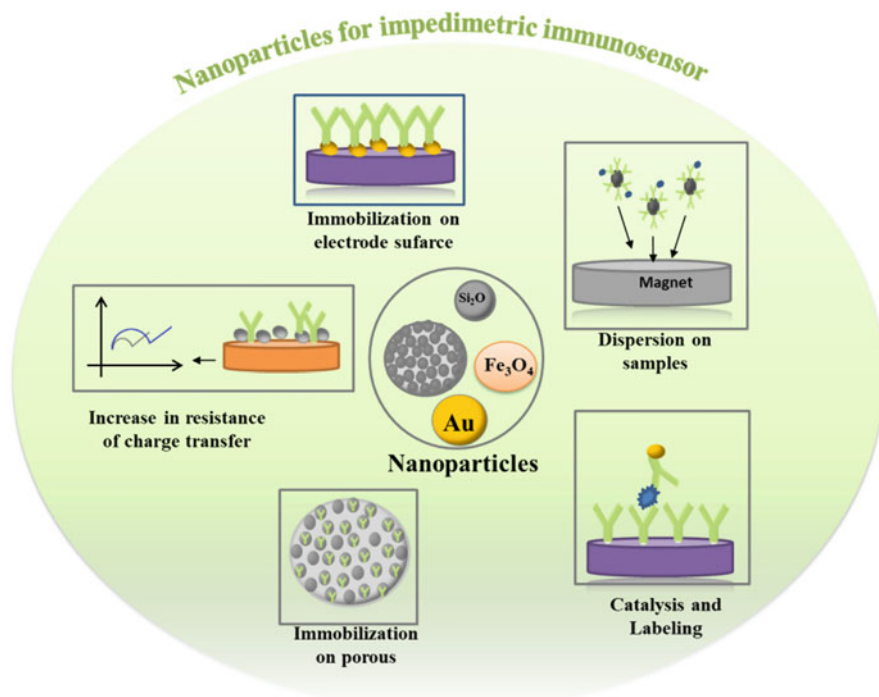 Nanoparticles for impedimetric immunosensor
Immobilization on
electrode sufarce
Magnet
Dispersion on
samples
Si₂O
Fe₃O₄
Au
Nanoparticles
Increase in resistance
of charge transfer
Immobilization
on porous
Catalysis and
Labeling